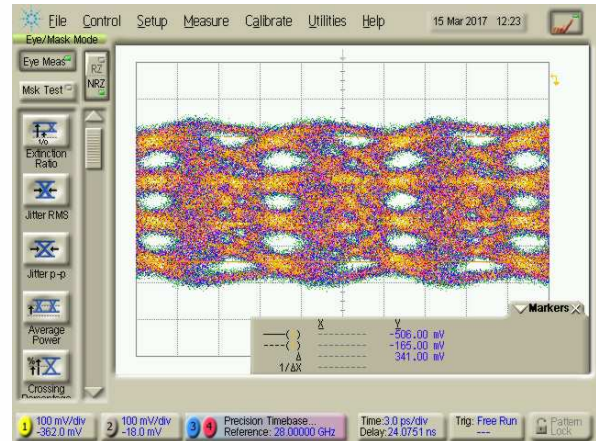 File Control Setup Measure Calibrate Utilities Help 15 Mar 2017 12:23
Eye/Mask Mode
Eye Meas
RZ
NRZ
Msk Test
Extinction
Ratio
Jitter RMS
Jitter p-p
Average
Power
Crossing
Percentage
Markers X
X Y
----( ) ---------- -506.00 mV
----( ) ---------- -165.00 mV
Δ ---------- 341.00 mV
1/ΔX ----------
1 100 mV/div
-362.0 mV
2 100 mV/div
-18.0 mV
3 4 Precision Timebase...
Reference: 28.00000 GHz
Time:3.0 ps/div
Delay:24.0751 ns
Trig: Free Run
Pattern
Lock